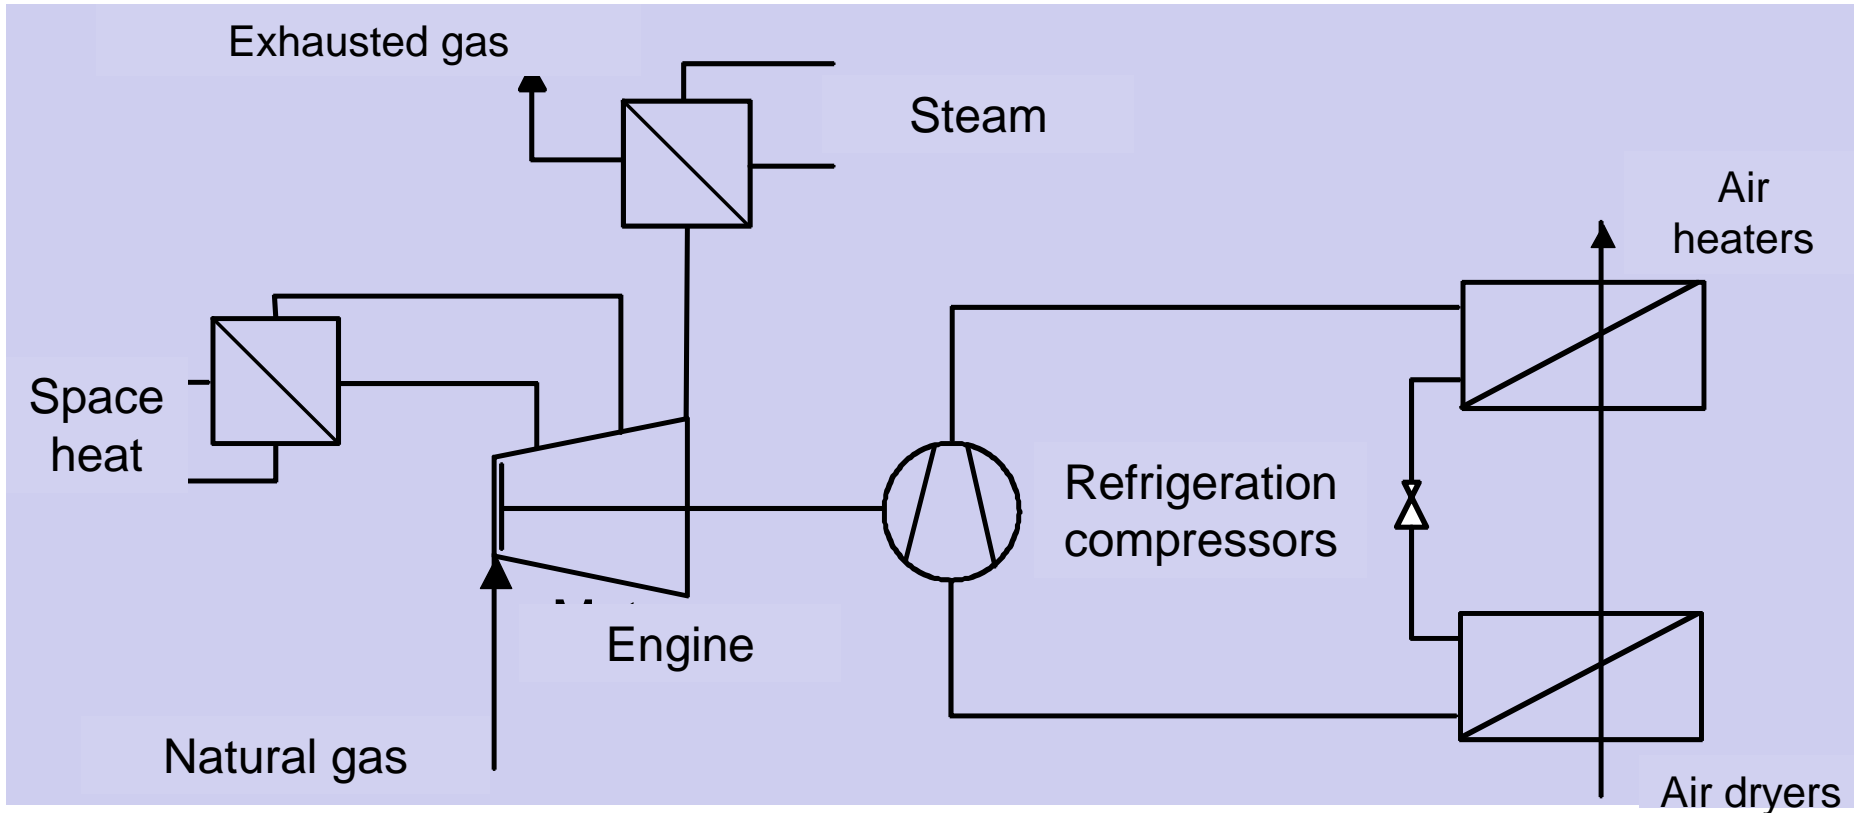 Exhausted gas
Steam
Air
heaters
Space
heat
Refrigeration
compressors
Engine
Natural gas
Air dryers